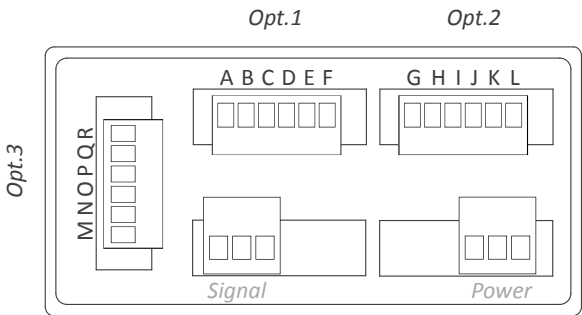 Opt.1 Opt.2
A B C D E F G H I J K L
Opt.3
M N O P Q R
Signal Power